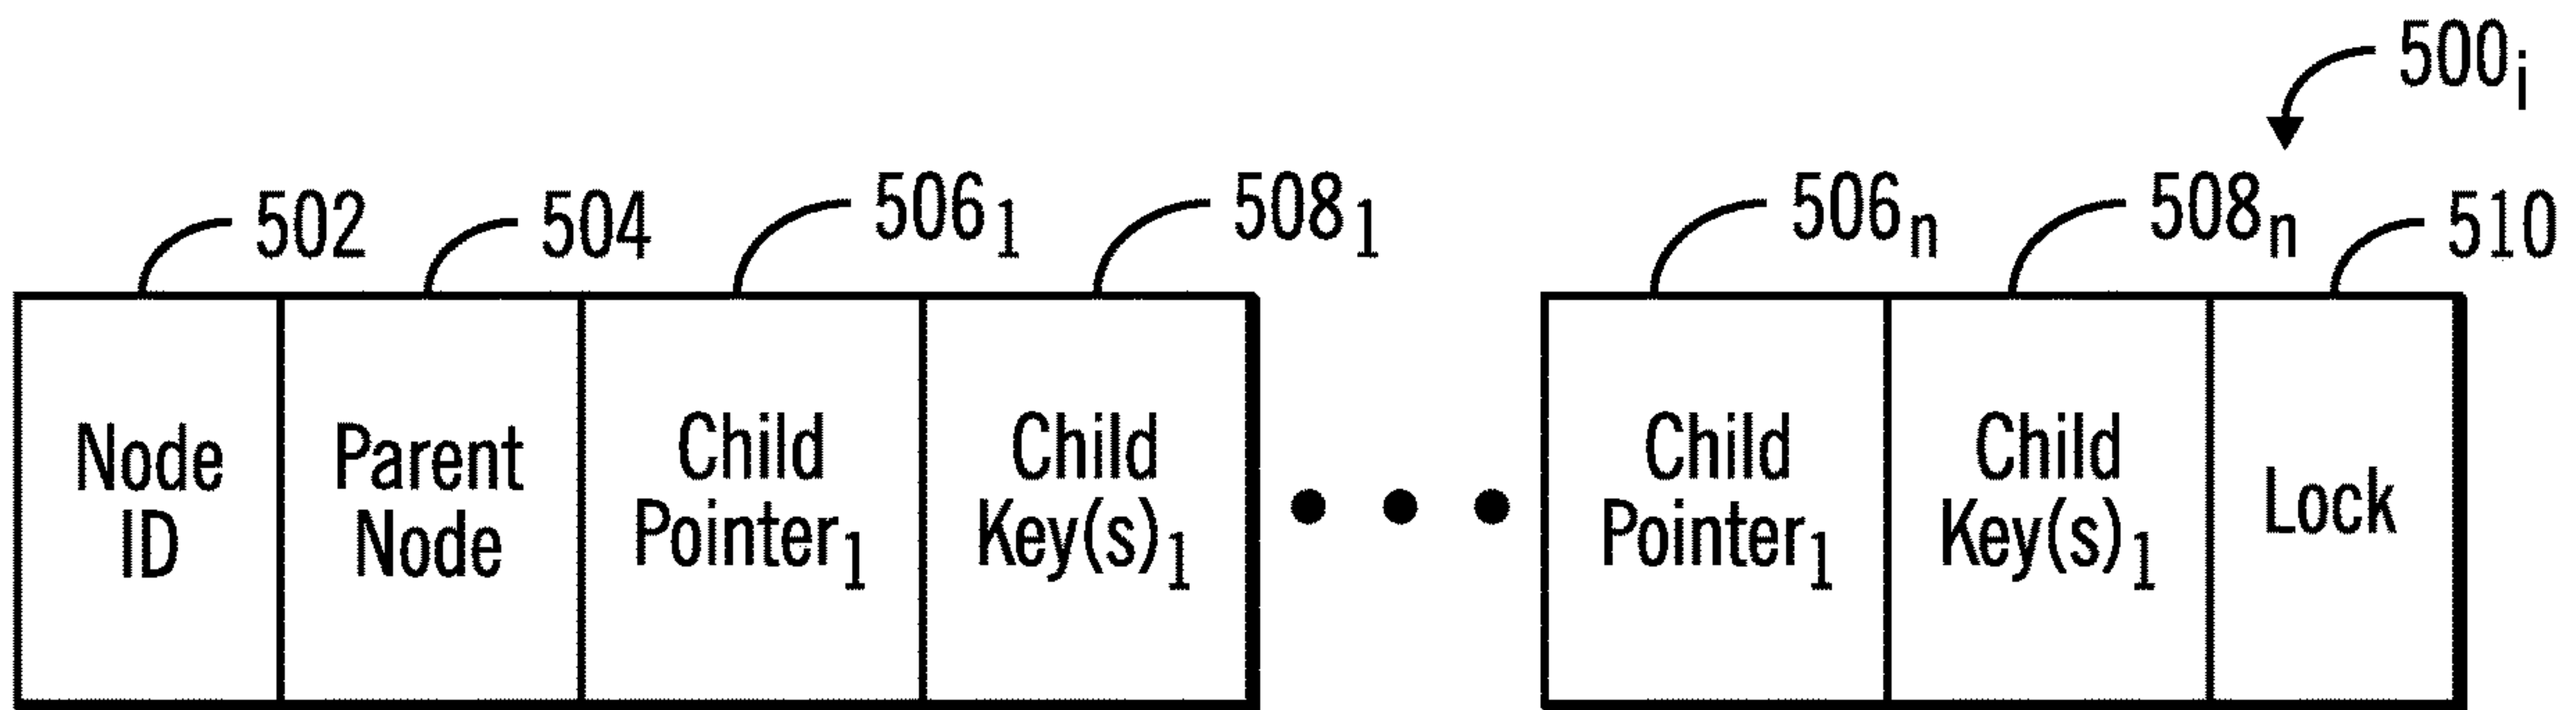 500i
502
504
506₁
508₁
506n
508n
510
Node
ID
Parent
Node
Child
Pointer₁
Child
Key(s)₁
Child
Pointer₁
Child
Key(s)₁
Lock